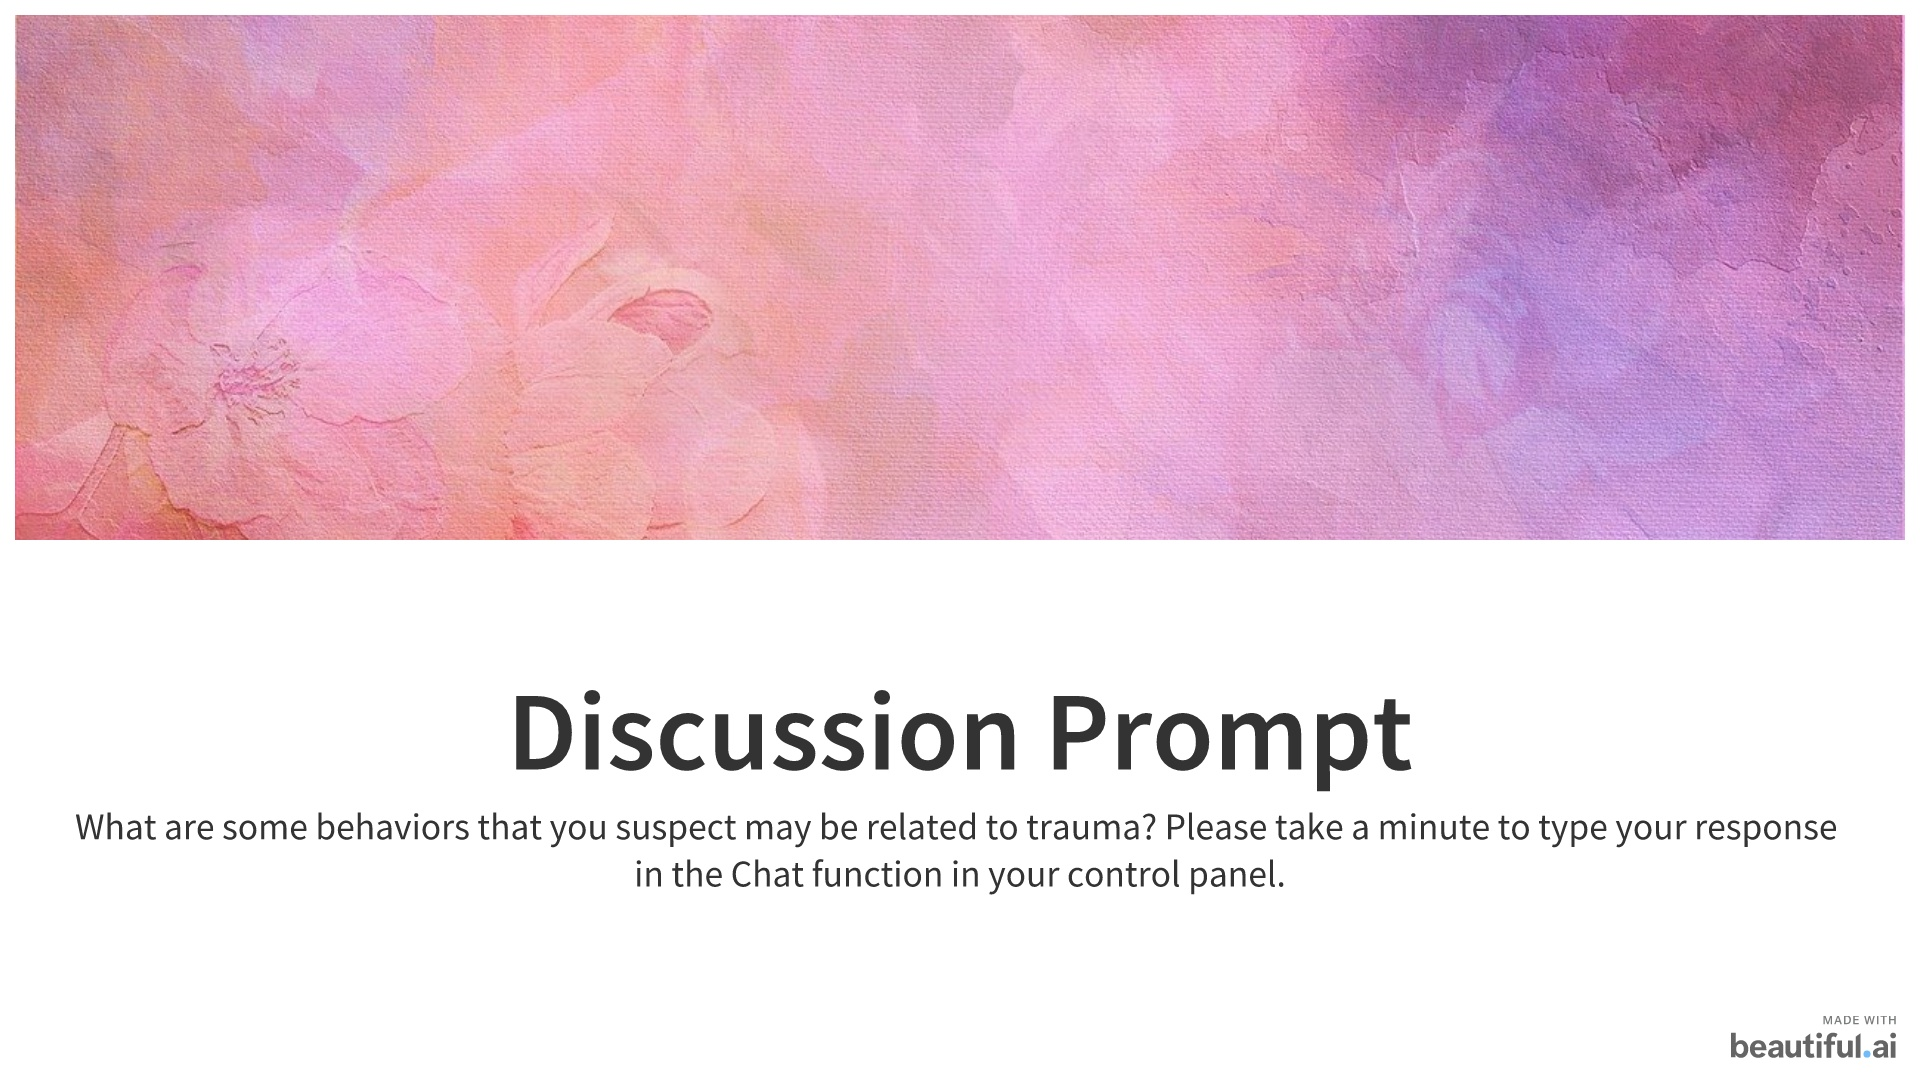 Discussion Prompt
What are some behaviors that you suspect may be related to trauma? Please take a minute to type your response
in the Chat function in your control panel.
MADE WITH
beautiful.ai